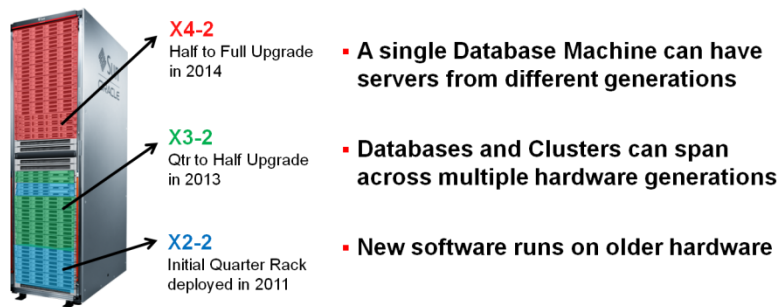 X4-2
Half to Full Upgrade
in 2014
X3-2
Qtr to Half Upgrade
in 2013
X2-2
Initial Quarter Rack
deployed in 2011
▪ A single Database Machine can have
servers from different generations
▪ Databases and Clusters can span
across multiple hardware generations
▪ New software runs on older hardware
Sun
ORACLE